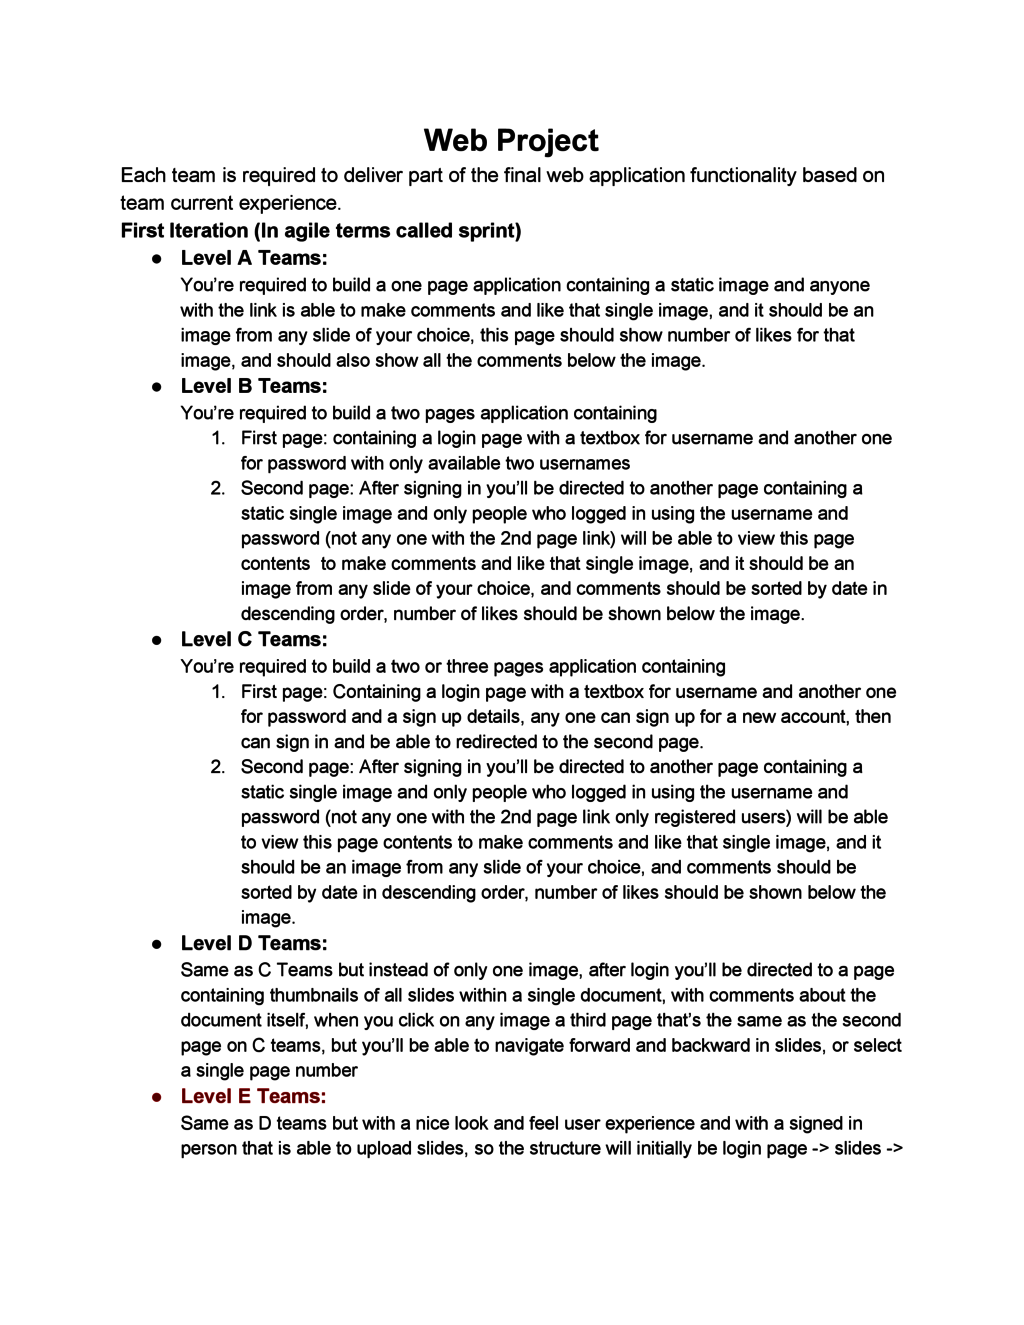 Web Project
Each team is required to deliver part of the final web application functionality based on
team current experience.
First Iteration (In agile terms called sprint)
● Level A Teams:
You’re required to build a one page application containing a static image and anyone
with the link is able to make comments and like that single image, and it should be an
image from any slide of your choice, this page should show number of likes for that
image, and should also show all the comments below the image.
● Level B Teams:
You’re required to build a two pages application containing
1. First page: containing a login page with a textbox for username and another one
for password with only available two usernames
2. Second page: After signing in you’ll be directed to another page containing a
static single image and only people who logged in using the username and
password (not any one with the 2nd page link) will be able to view this page
contents  to make comments and like that single image, and it should be an
image from any slide of your choice, and comments should be sorted by date in
descending order, number of likes should be shown below the image.
● Level C Teams:
You’re required to build a two or three pages application containing
1. First page: Containing a login page with a textbox for username and another one
for password and a sign up details, any one can sign up for a new account, then
can sign in and be able to redirected to the second page.
2. Second page: After signing in you’ll be directed to another page containing a
static single image and only people who logged in using the username and
password (not any one with the 2nd page link only registered users) will be able
to view this page contents to make comments and like that single image, and it
should be an image from any slide of your choice, and comments should be
sorted by date in descending order, number of likes should be shown below the
image.
● Level D Teams:
Same as C Teams but instead of only one image, after login you’ll be directed to a page
containing thumbnails of all slides within a single document, with comments about the
document itself, when you click on any image a third page that’s the same as the second
page on C teams, but you’ll be able to navigate forward and backward in slides, or select
a single page number
● Level E Teams:
Same as D teams but with a nice look and feel user experience and with a signed in
person that is able to upload slides, so the structure will initially be login page -> slides ->